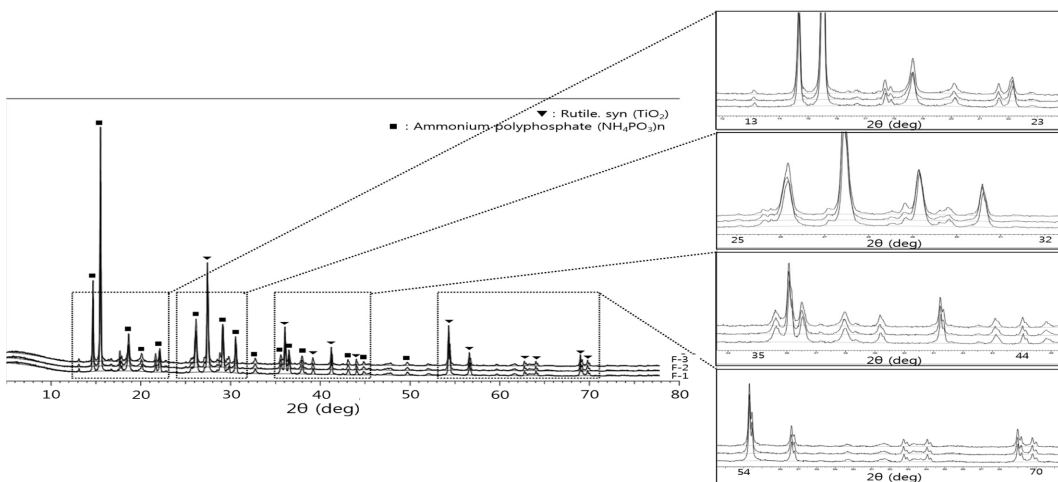 ▼ : Rutile. syn (TiO2)
■ : Ammonium polyphosphate (NH4PO3)n
F-3
F-2
F-1
10 20 30 40 50 60 70 80
2θ (deg)
13 23
2θ (deg)
25 32
2θ (deg)
35 44
2θ (deg)
54 70
2θ (deg)